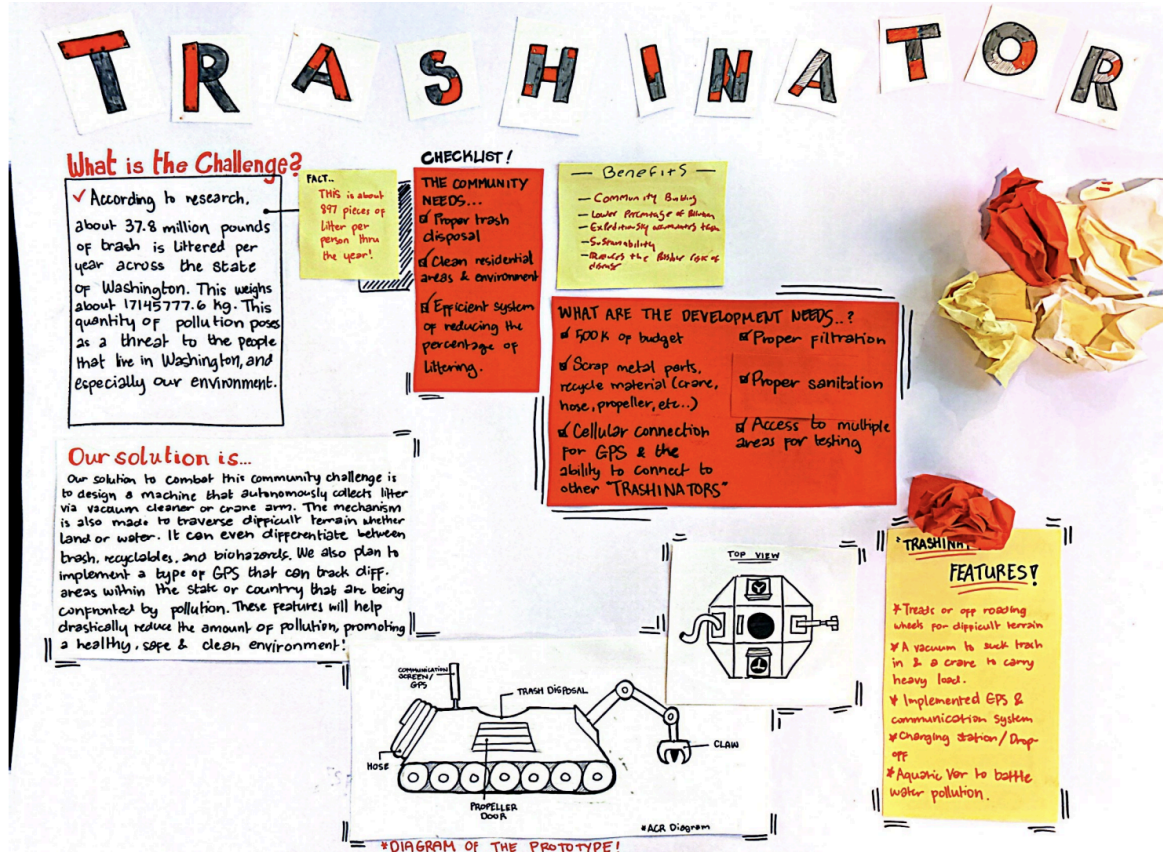 TRASHINATOR
What is the Challenge?
✓ According to research,
about 37.8 million pounds
of trash is littered per
year across the state
of Washington. This weighs
about 17145777.6 kg. This
quantity of pollution poses
as a threat to the people
that live in Washington, and
especially our environment.
FACT..
THIS is about
897 pieces of
litter per
person thru
the year!
CHECKLIST!
THE COMMUNITY
NEEDS...
☑ Proper trash
disposal
☑ Clean residential
areas & environment
☑ Efficient system
of reducing the
percentage of
littering.
— Benefits —
— Community Building
— Lower Percentage of Pollution
— Expeditiously accumulates trash
— Sustainability
— Reduces the risk of
disease
WHAT ARE THE DEVELOPMENT NEEDS..?
☑ 500K of budget
☑ Scrap metal parts,
recycle material (crane,
hose, propeller, etc..)
☑ Cellular connection
for GPS & the
ability to connect to
other "TRASHINATORS"
☑ Proper filtration
☑ Proper sanitation
☑ Access to multiple
areas for testing
Our solution is...
Our solution to combat this community challenge is
to design a machine that autonomously collects litter
via vacuum cleaner or crane arm. The mechanism
is also made to traverse difficult terrain whether
land or water. It can even differentiate between
trash, recyclables, and biohazards. We also plan to
implement a type of GPS that can track diff.
areas within the state or country that are being
confronted by pollution. These features will help
drastically reduce the amount of pollution, promoting
a healthy, safe & clean environment!
TOP VIEW
COMMUNICATION
SCREEN/
GPS
TRASH DISPOSAL
HOSE
PROPELLER
DOOR
CLAW
*ACR Diagram
*DIAGRAM OF THE PROTOTYPE!
"TRASHINA
FEATURES!
* Treads or off roading
wheels for difficult terrain
* A vacuum to suck trash
in & a crane to carry
heavy load.
* Implemented GPS &
communication system
* Charging station/Drop-
off
* Aquatic Ver to battle
water pollution.